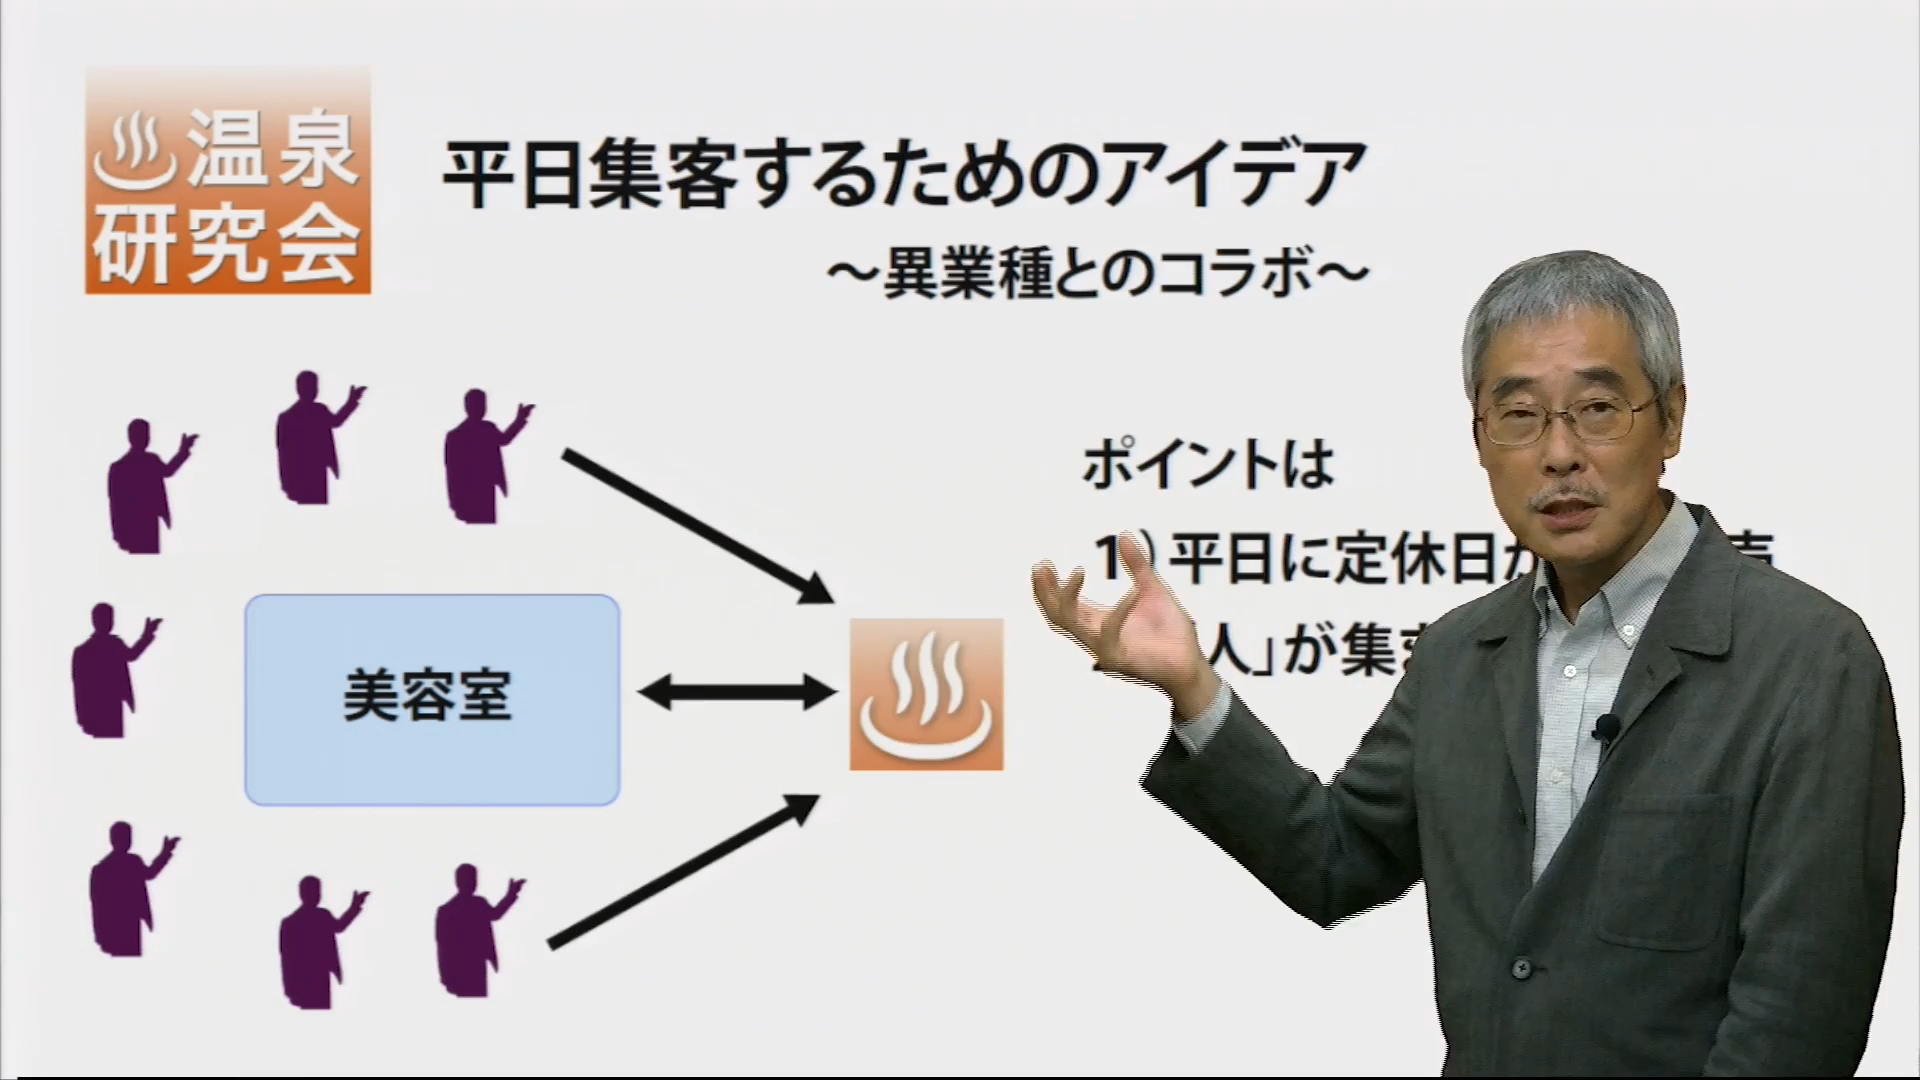 温泉
研究会
平日集客するためのアイデア
～異業種とのコラボ～
ポイントは
1）平日に定休日
人」が集
美容室